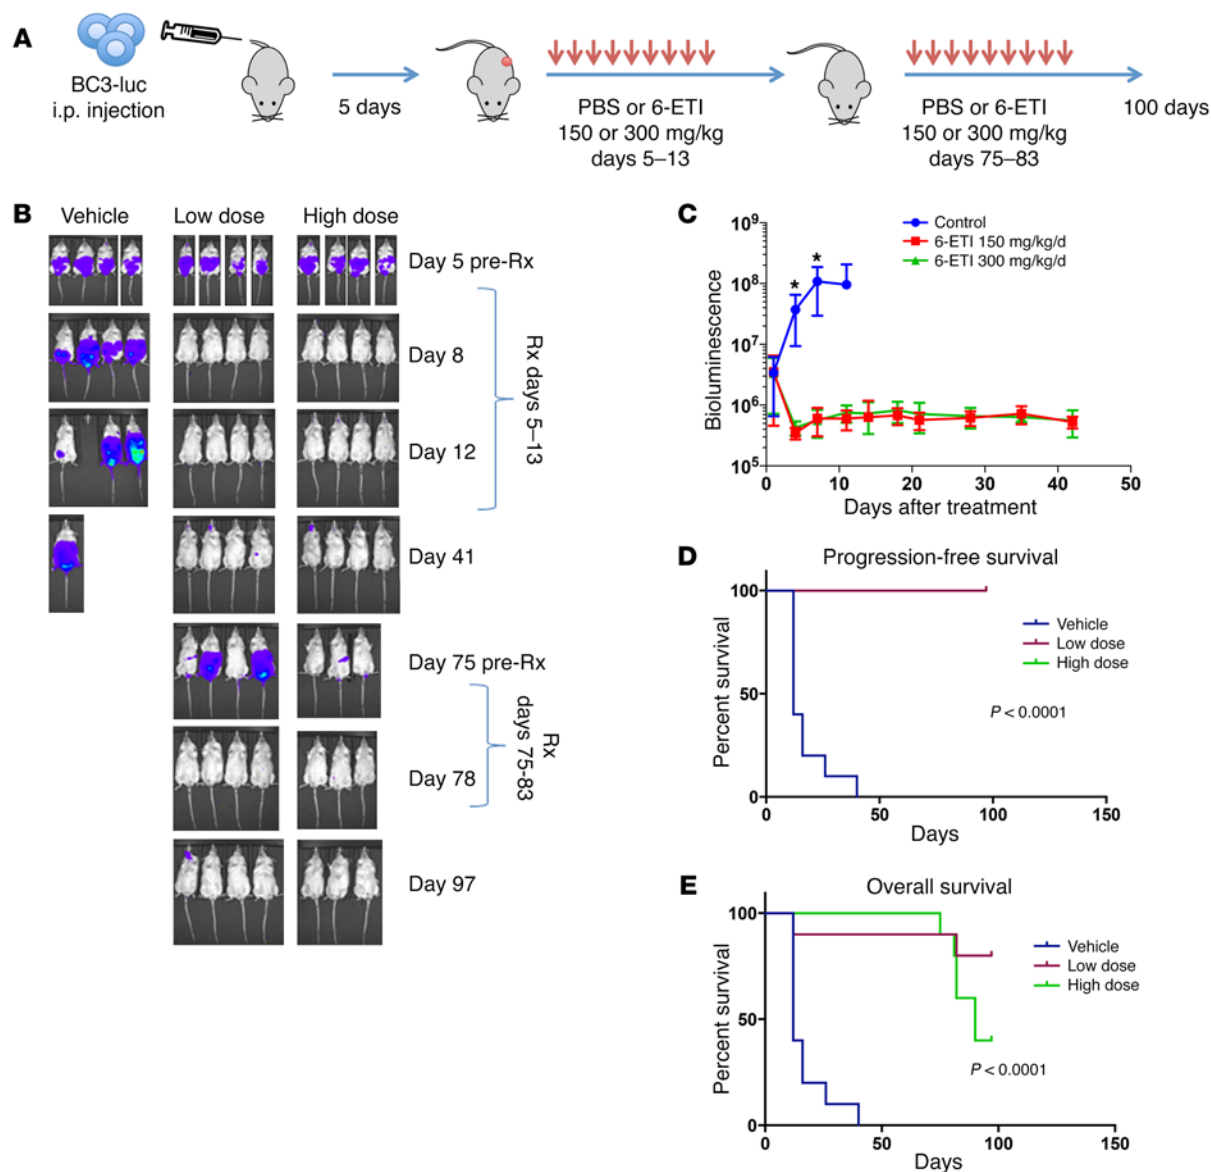 A
BC3-luc
i.p. injection
5 days
PBS or 6-ETI
150 or 300 mg/kg
days 5–13
PBS or 6-ETI
150 or 300 mg/kg
days 75–83
100 days
B
Vehicle
Low dose
High dose
Day 5 pre-Rx
Day 8
Day 12
Rx days 5–13
Day 41
Day 75 pre-Rx
Day 78
Rx
days 75-83
Day 97
C
Bioluminescence
10⁹
10⁸
10⁷
10⁶
10⁵
* *
Control
6-ETI 150 mg/kg/d
6-ETI 300 mg/kg/d
0 10 20 30 40 50
Days after treatment
D
Progression-free survival
Percent survival
100
50
0
Vehicle
Low dose
High dose
P < 0.0001
0 50 100 150
Days
E
Overall survival
Percent survival
100
50
0
Vehicle
Low dose
High dose
P < 0.0001
0 50 100 150
Days